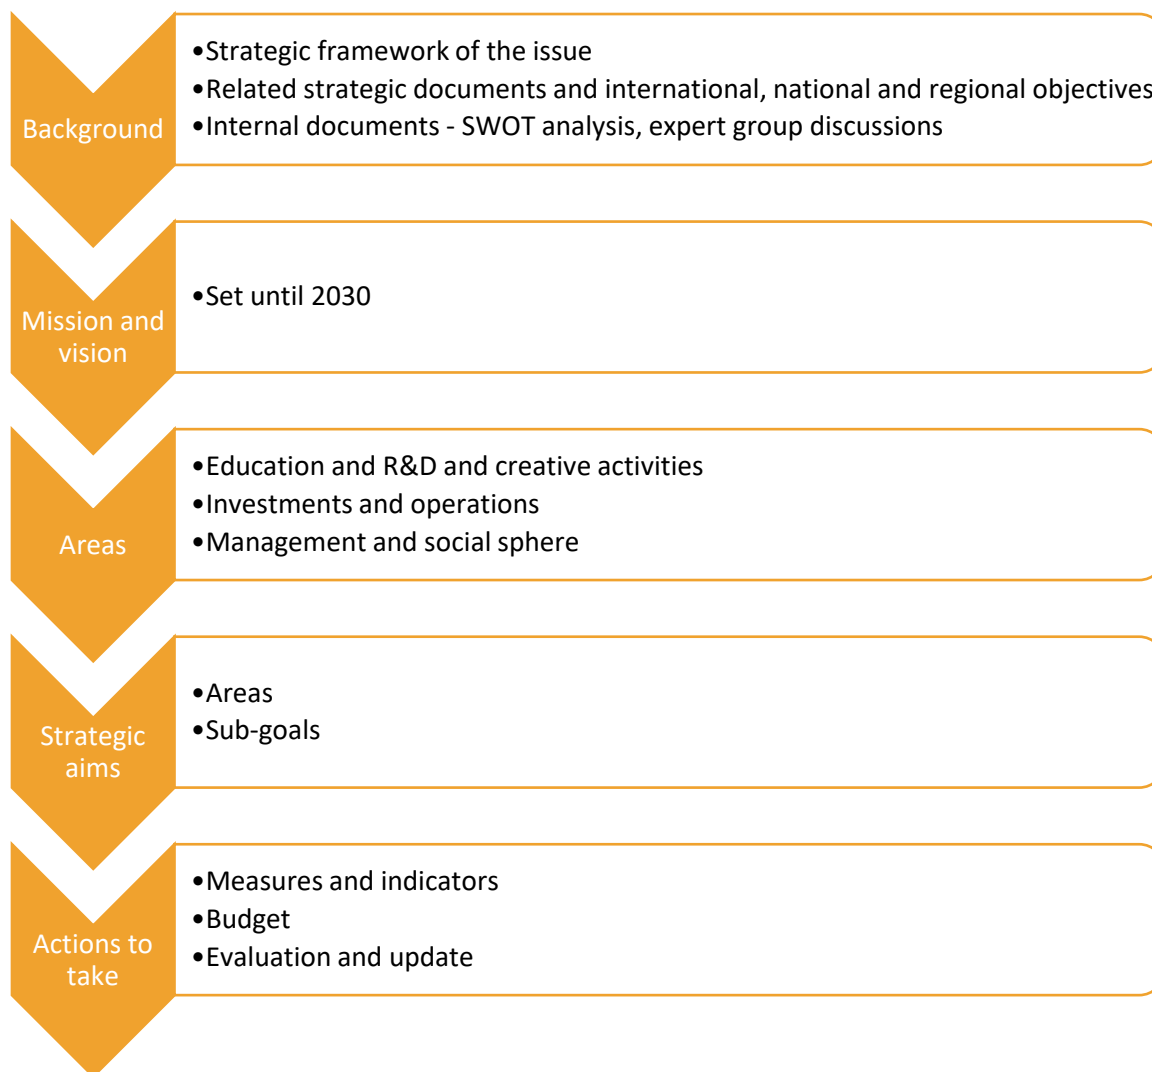 Background
•Strategic framework of the issue
•Related strategic documents and international, national and regional objectives
•Internal documents - SWOT analysis, expert group discussions
Mission and
vision
•Set until 2030
Areas
•Education and R&D and creative activities
•Investments and operations
•Management and social sphere
Strategic
aims
•Areas
•Sub-goals
Actions to
take
•Measures and indicators
•Budget
•Evaluation and update